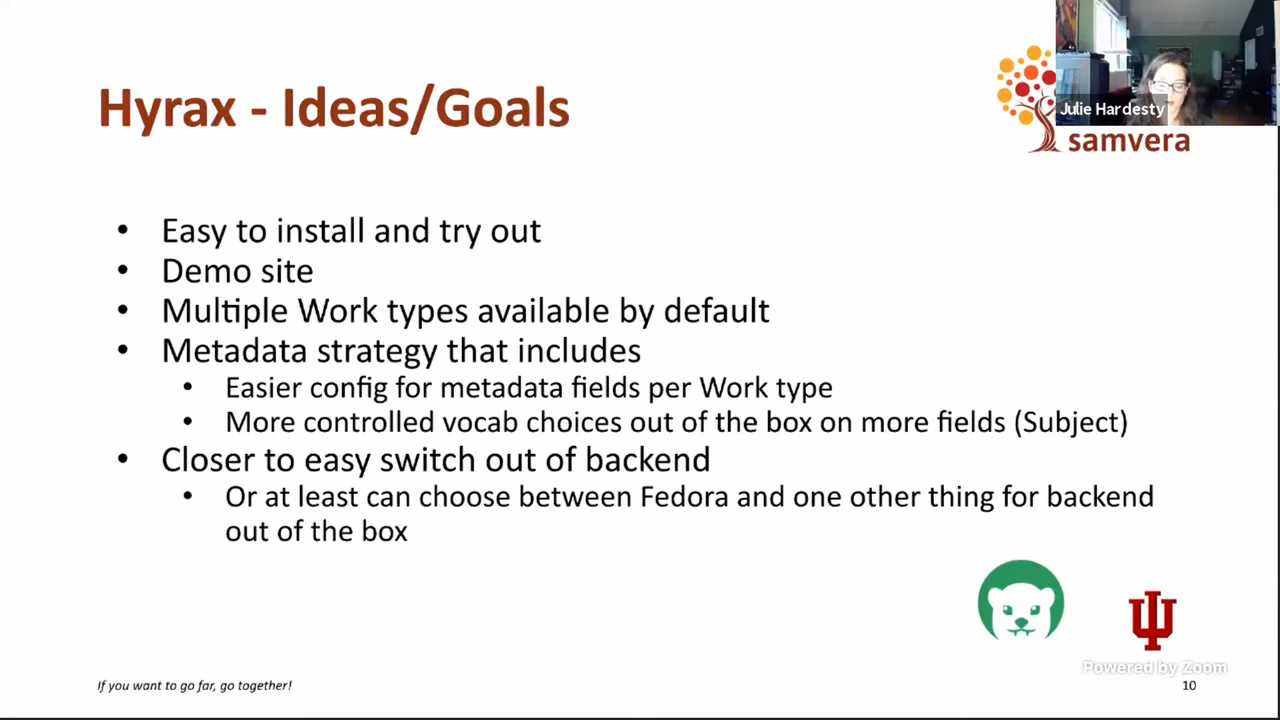 Hyrax - Ideas/Goals
Julie Hardesty
samvera
• Easy to install and try out
• Demo site
• Multiple Work types available by default
• Metadata strategy that includes
• Easier config for metadata fields per Work type
• More controlled vocab choices out of the box on more fields (Subject)
• Closer to easy switch out of backend
• Or at least can choose between Fedora and one other thing for backend
out of the box
Powered by Zoom
If you want to go far, go together!
10